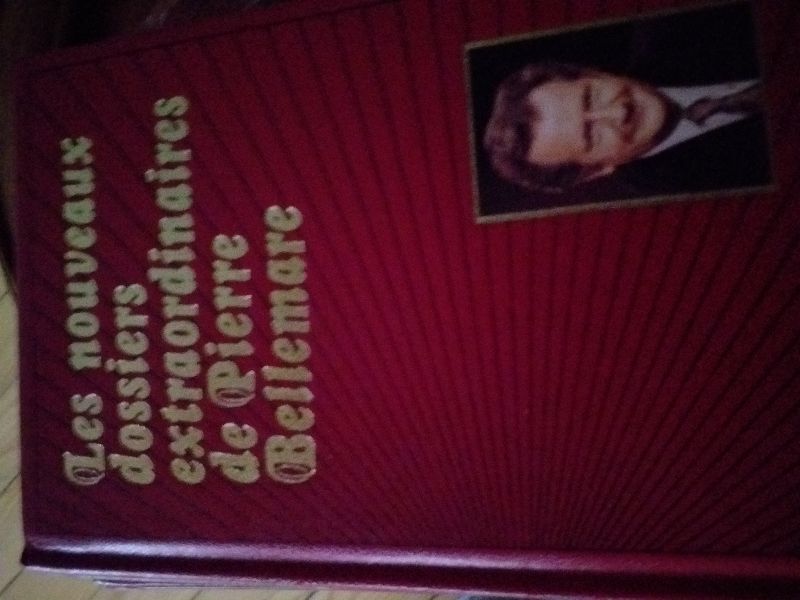 Les nouveaux
dossiers
extraordinaires
de Pierre
Bellemare